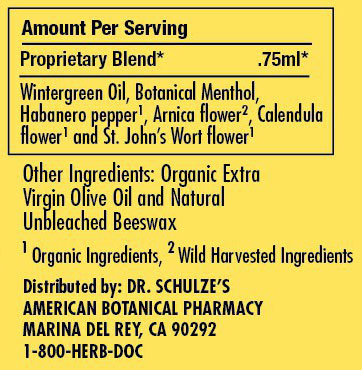 Amount Per Serving
Proprietary Blend* .75ml*
Wintergreen Oil, Botanical Menthol,
Habanero pepper¹, Arnica flower², Calendula
flower¹ and St. John's Wort flower¹
Other Ingredients: Organic Extra
Virgin Olive Oil and Natural
Unbleached Beeswax
¹ Organic Ingredients, ² Wild Harvested Ingredients
Distributed by: DR. SCHULZE'S
AMERICAN BOTANICAL PHARMACY
MARINA DEL REY, CA 90292
1-800-HERB-DOC